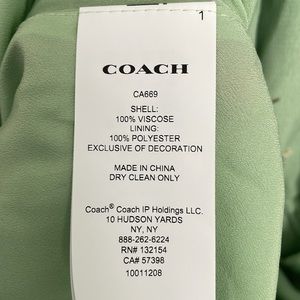 1
COACH
CA669
SHELL:
100% VISCOSE
LINING:
100% POLYESTER
EXCLUSIVE OF DECORATION
MADE IN CHINA
DRY CLEAN ONLY
Coach® Coach IP Holdings LLC.
10 HUDSON YARDS
NY, NY
888-262-6224
RN# 132154
CA# 57398
10011208